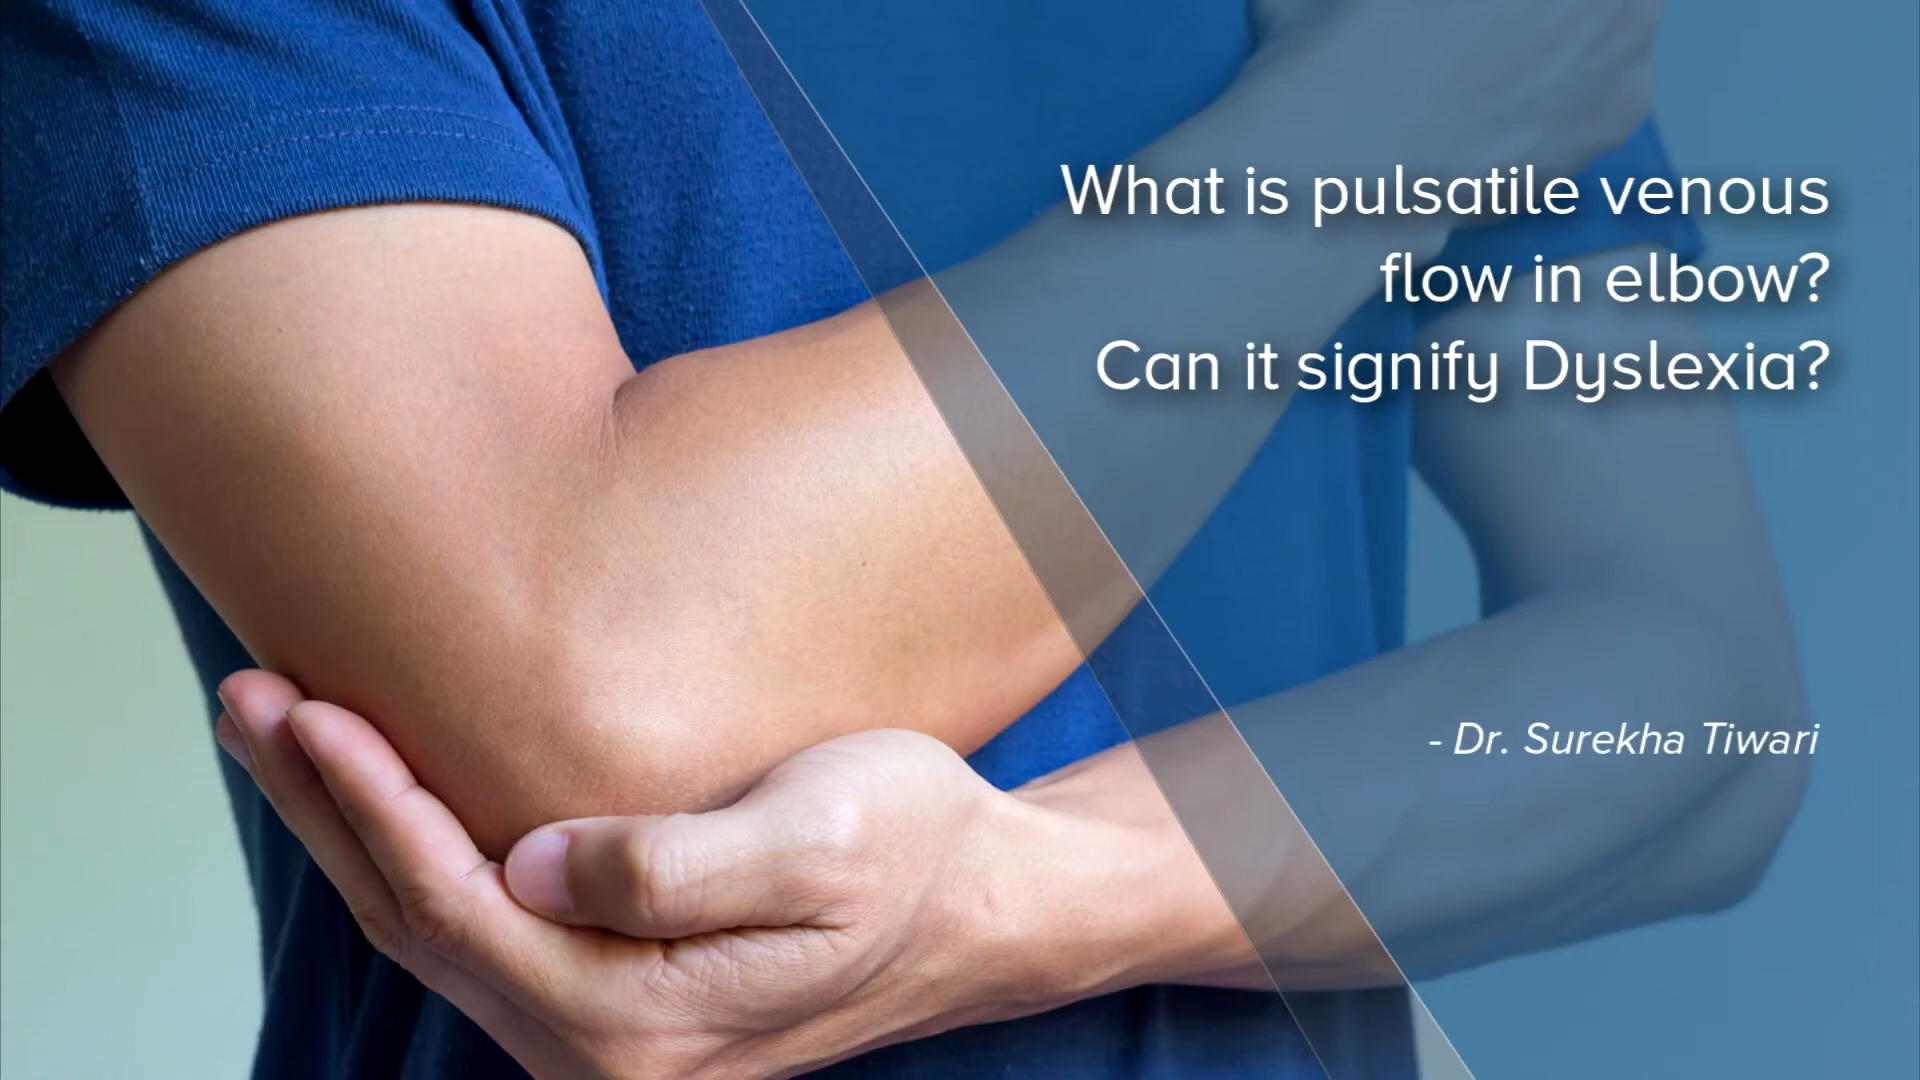 What is pulsatile venous
flow in elbow?
Can it signify Dyslexia?
- Dr. Surekha Tiwari